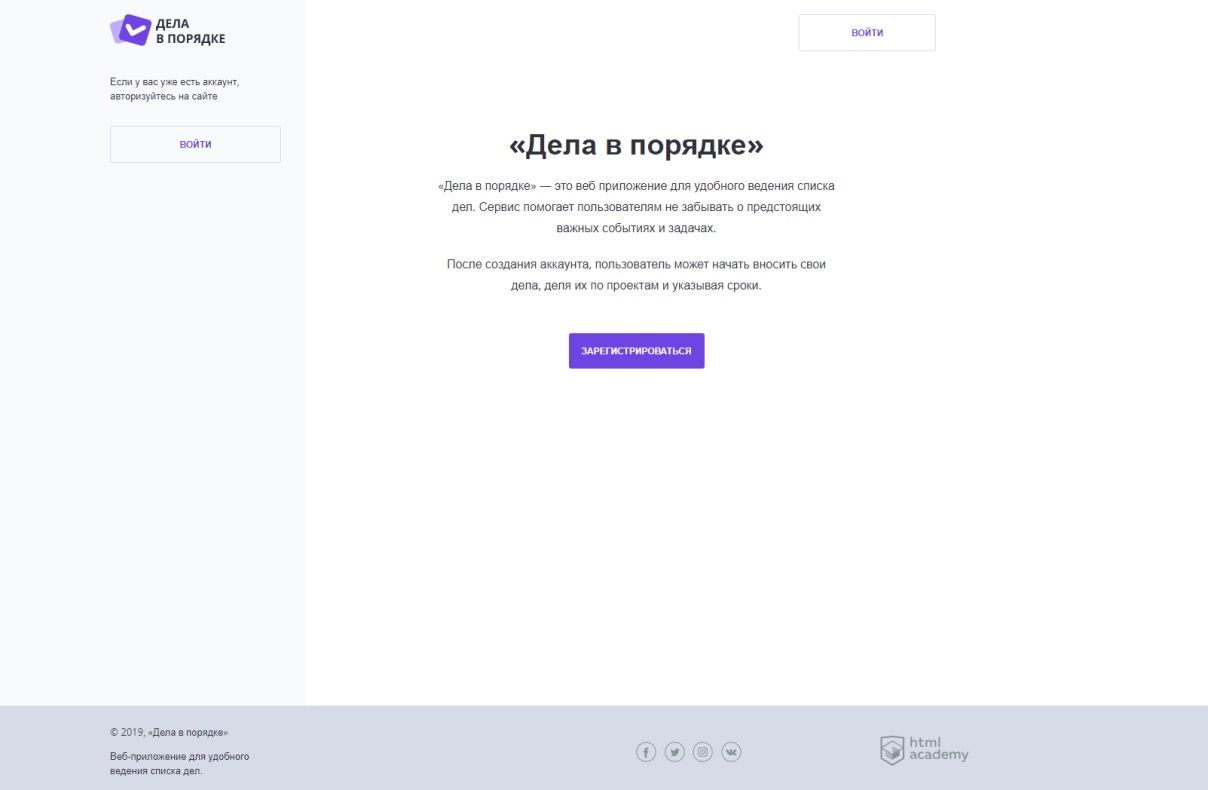 ДЕЛА
В ПОРЯДКЕ
ВОЙТИ
Если у вас уже есть аккаунт,
авторизуйтесь на сайте
ВОЙТИ
«Дела в порядке»
«Дела в порядке» — это веб приложение для удобного ведения списка
дел. Сервис помогает пользователям не забывать о предстоящих
важных событиях и задачах.
После создания аккаунта, пользователь может начать вносить свои
дела, деля их по проектам и указывая сроки.
ЗАРЕГИСТРИРОВАТЬСЯ
© 2019, «Дела в порядке»
Веб-приложение для удобного
ведения списка дел.
html
academy